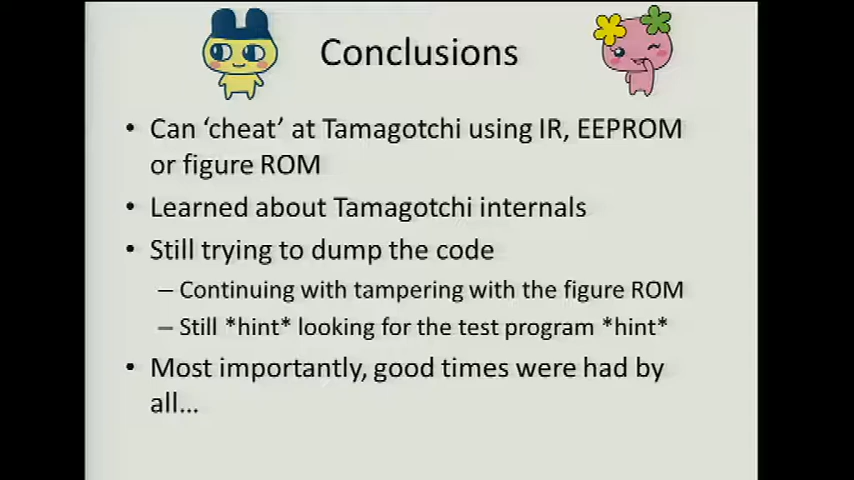 Conclusions
• Can ‘cheat’ at Tamagotchi using IR, EEPROM
or figure ROM
• Learned about Tamagotchi internals
• Still trying to dump the code
– Continuing with tampering with the figure ROM
– Still *hint* looking for the test program *hint*
• Most importantly, good times were had by
all...